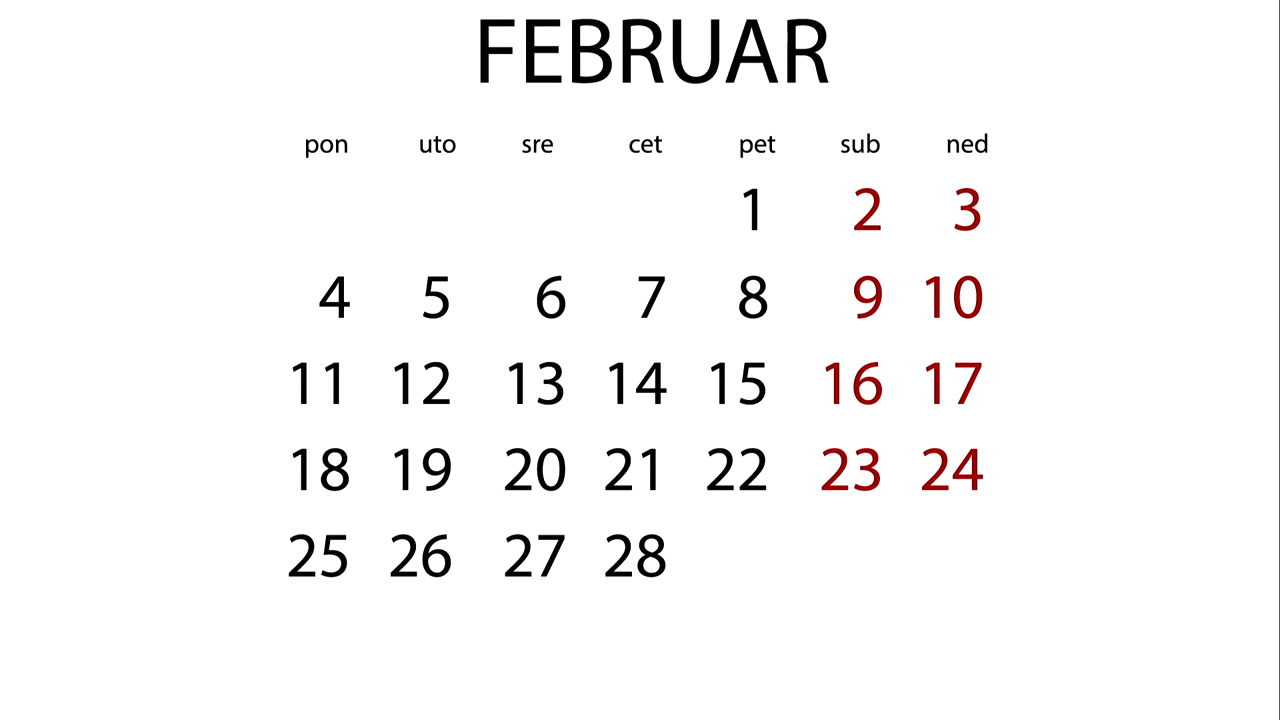 FEBRUAR
pon uto sre cet pet sub ned
1 2 3
4 5 6 7 8 9 10
11 12 13 14 15 16 17
18 19 20 21 22 23 24
25 26 27 28